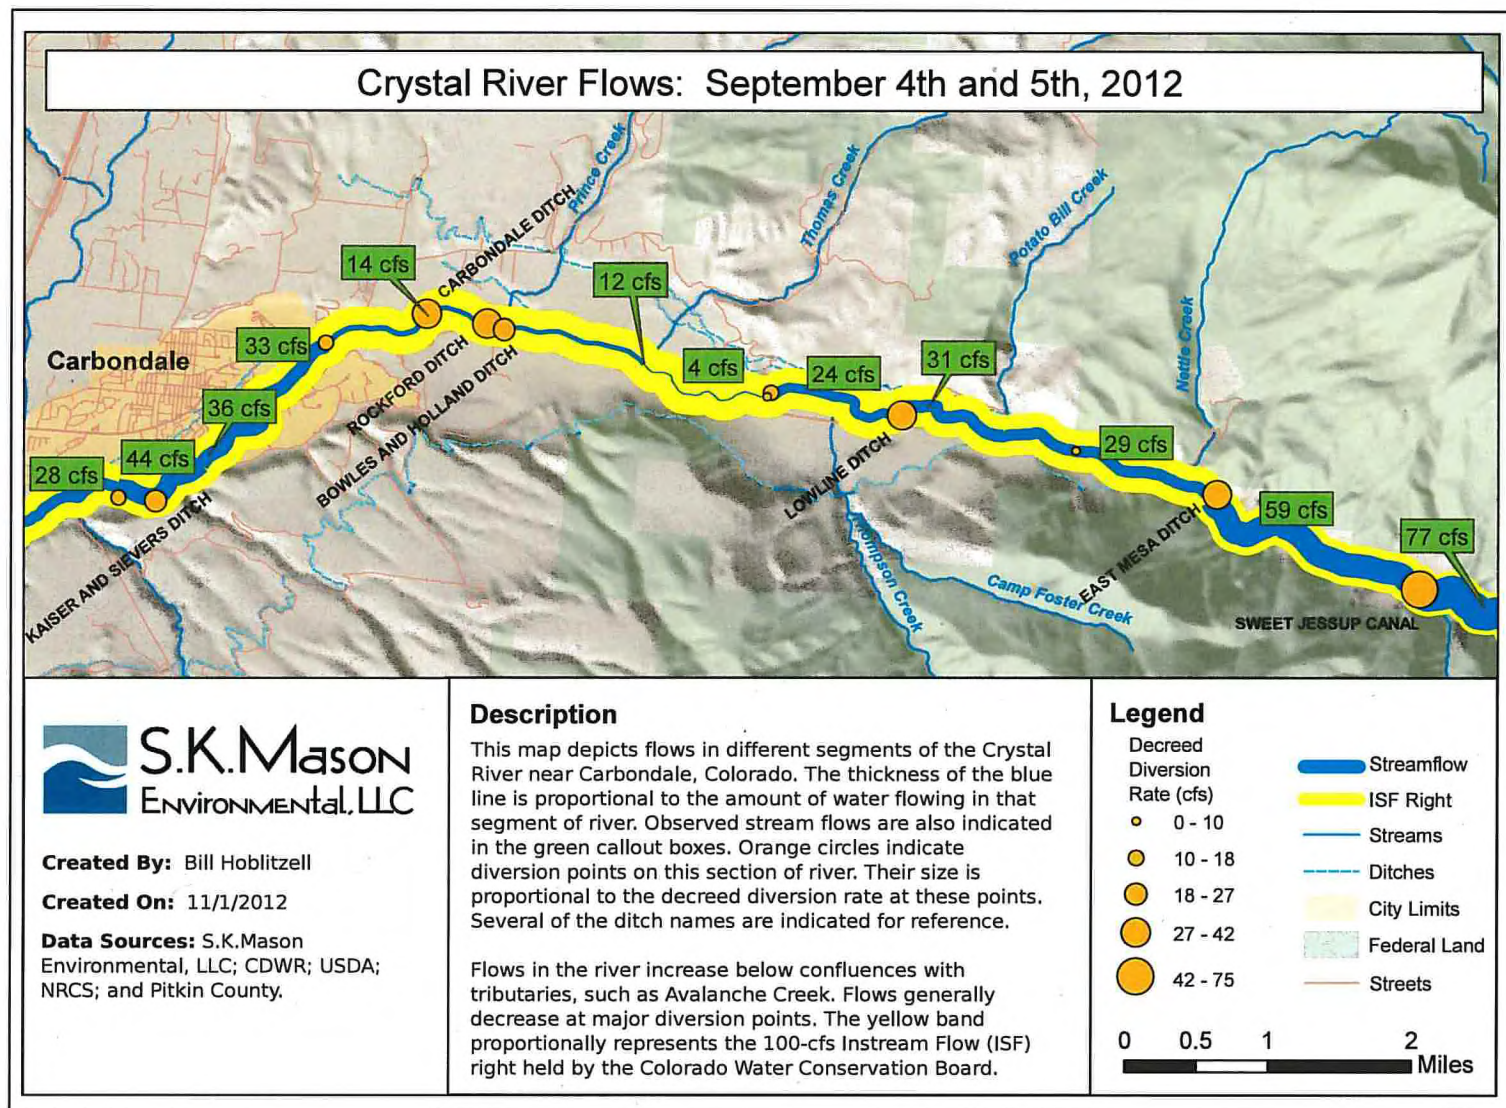 Crystal River Flows: September 4th and 5th, 2012
Prince Creek
Thomas Creek
Potato Bill Creek
Nettle Creek
CARBONDALE DITCH
14 cfs
12 cfs
33 cfs
Carbondale
4 cfs
24 cfs
31 cfs
36 cfs
ROCKFORD DITCH
BOWLES AND HOLLAND DITCH
29 cfs
28 cfs
44 cfs
LOWLINE DITCH
59 cfs
77 cfs
KAISER AND SIEVERS DITCH
EAST MESA DITCH
Thompson Creek
Camp Foster Creek
SWEET JESSUP CANAL
S.K.Mason
Environmental, LLC
Created By: Bill Hoblitzell
Created On: 11/1/2012
Data Sources: S.K.Mason
Environmental, LLC; CDWR; USDA;
NRCS; and Pitkin County.
Description
This map depicts flows in different segments of the Crystal
River near Carbondale, Colorado. The thickness of the blue
line is proportional to the amount of water flowing in that
segment of river. Observed stream flows are also indicated
in the green callout boxes. Orange circles indicate
diversion points on this section of river. Their size is
proportional to the decreed diversion rate at these points.
Several of the ditch names are indicated for reference.
Flows in the river increase below confluences with
tributaries, such as Avalanche Creek. Flows generally
decrease at major diversion points. The yellow band
proportionally represents the 100-cfs Instream Flow (ISF)
right held by the Colorado Water Conservation Board.
Legend
Decreed
Diversion
Rate (cfs)
0 - 10
10 - 18
18 - 27
27 - 42
42 - 75
Streamflow
ISF Right
Streams
Ditches
City Limits
Federal Land
Streets
0 0.5 1 2
Miles